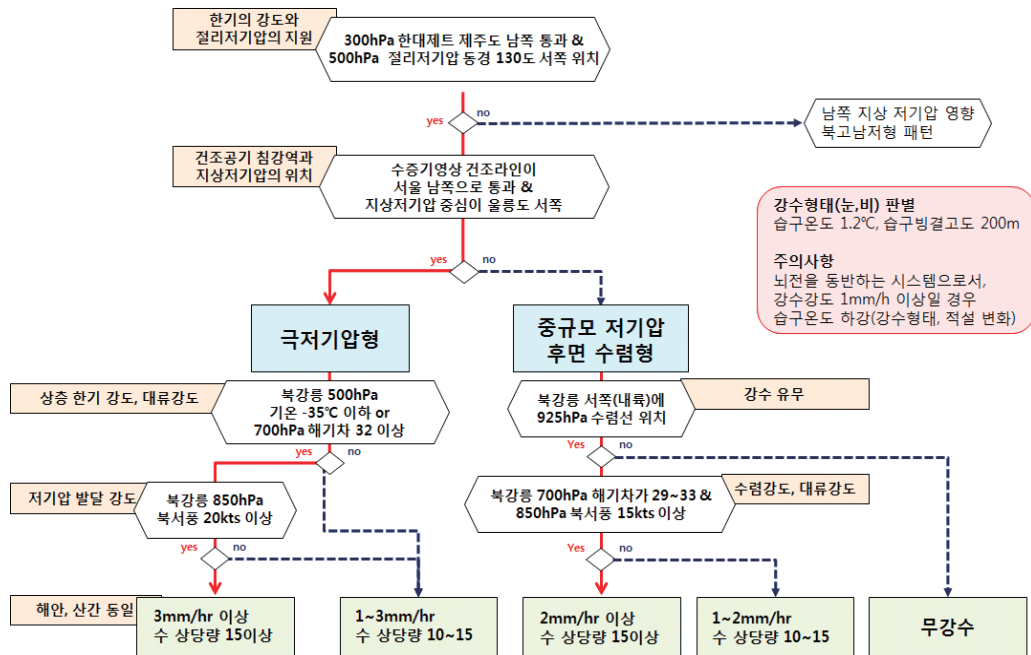 한기의 강도와
절리저기압의 지원
300hPa 한대제트 제주도 남쪽 통과 &
500hPa 절리저기압 동경 130도 서쪽 위치
yes
no
남쪽 지상 저기압 영향
북고남저형 패턴
건조공기 침강역과
지상저기압의 위치
수증기영상 건조라인이
서울 남쪽으로 통과 &
지상저기압 중심이 울릉도 서쪽
강수형태(눈,비) 판별
습구온도 1.2℃, 습구빙결고도 200m
주의사항
뇌전을 동반하는 시스템으로서,
강수강도 1mm/h 이상일 경우
습구온도 하강(강수형태, 적설 변화)
yes
no
극저기압형
중규모 저기압
후면 수렴형
상층 한기 강도, 대류강도
북강릉 500hPa
기온 -35℃ 이하 or
700hPa 해기차 32 이상
북강릉 서쪽(내륙)에
925hPa 수렴선 위치
강수 유무
yes
no
Yes
no
저기압 발달 강도
북강릉 850hPa
북서풍 20kts 이상
북강릉 700hPa 해기차가 29~33 &
850hPa 북서풍 15kts 이상
수렴강도, 대류강도
yes
no
Yes
no
해안, 산간 동일
3mm/hr 이상
수 상당량 15이상
1~3mm/hr
수 상당량 10~15
2mm/hr 이상
수 상당량 15이상
1~2mm/hr
수 상당량 10~15
무강수